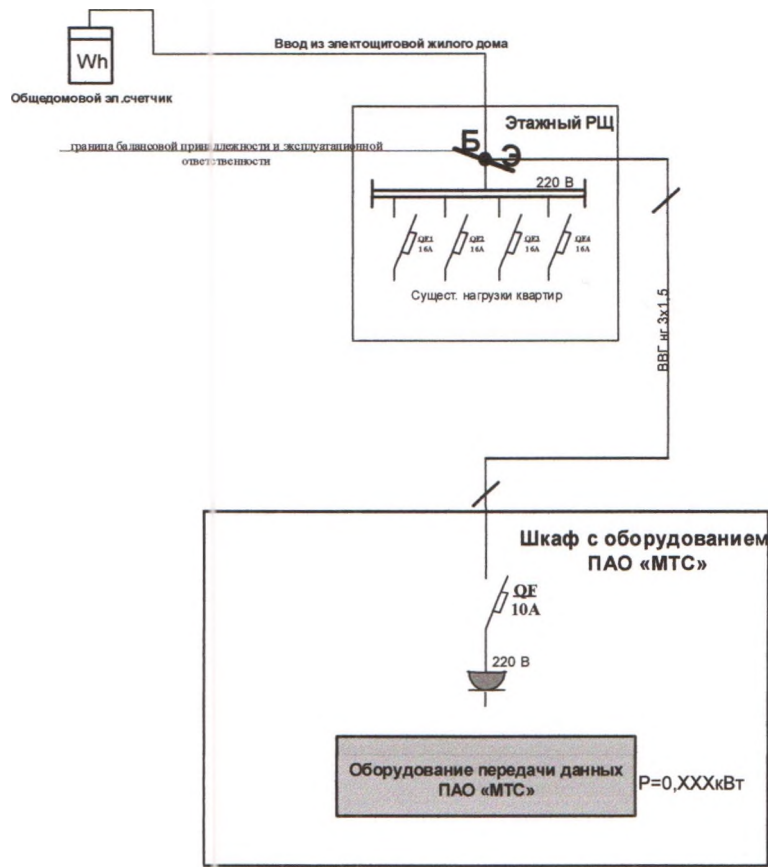 Ввод из электощитовой жилого дома
Wh
Общедомовой эл.счетчик
Этажный РЩ
граница балансовой принадлежности и эксплуатационной
ответственности
Б
Э
220 В
QF1
16А
QF2
16А
QF3
16А
QF4
16А
Сущест. нагрузки квартир
ВВГ нг 3х1,5
Шкаф с оборудованием
ПАО «МТС»
QF
10А
220 В
Оборудование передачи данных
ПАО «МТС»
Р=0,ХХХкВт